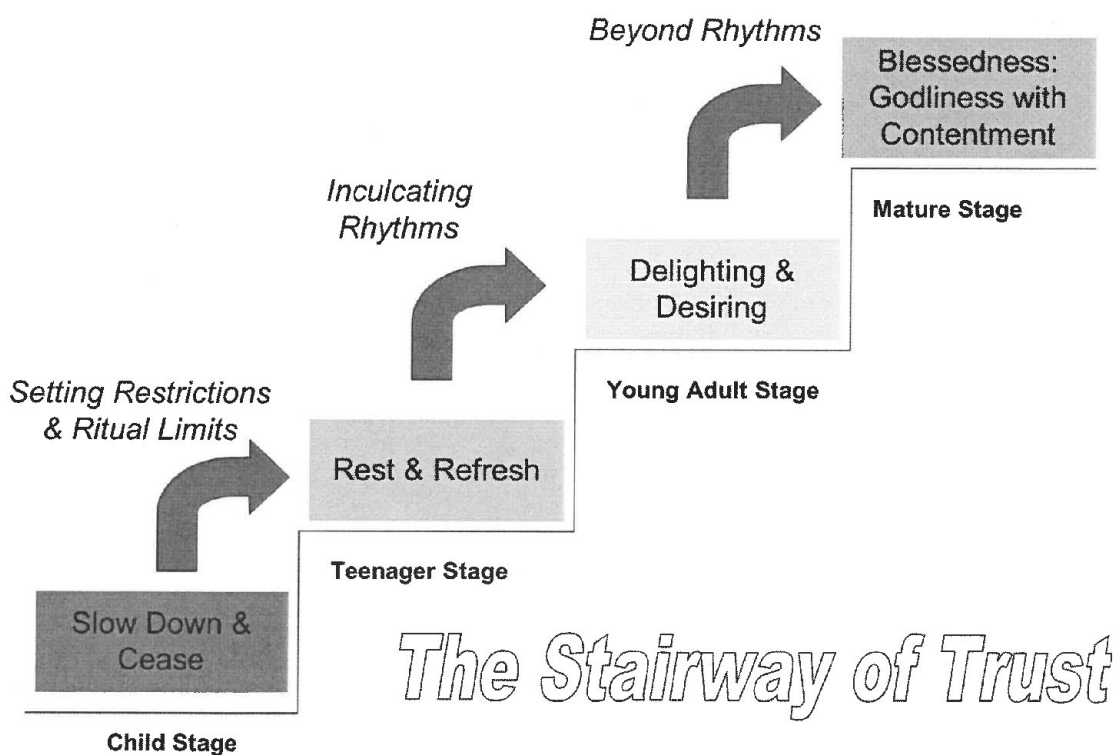 Beyond Rhythms
Blessedness:
Godliness with
Contentment
Mature Stage
Inculcating
Rhythms
Delighting &
Desiring
Young Adult Stage
Setting Restrictions
& Ritual Limits
Rest & Refresh
Teenager Stage
Slow Down &
Cease
Child Stage
The Stairway of Trust